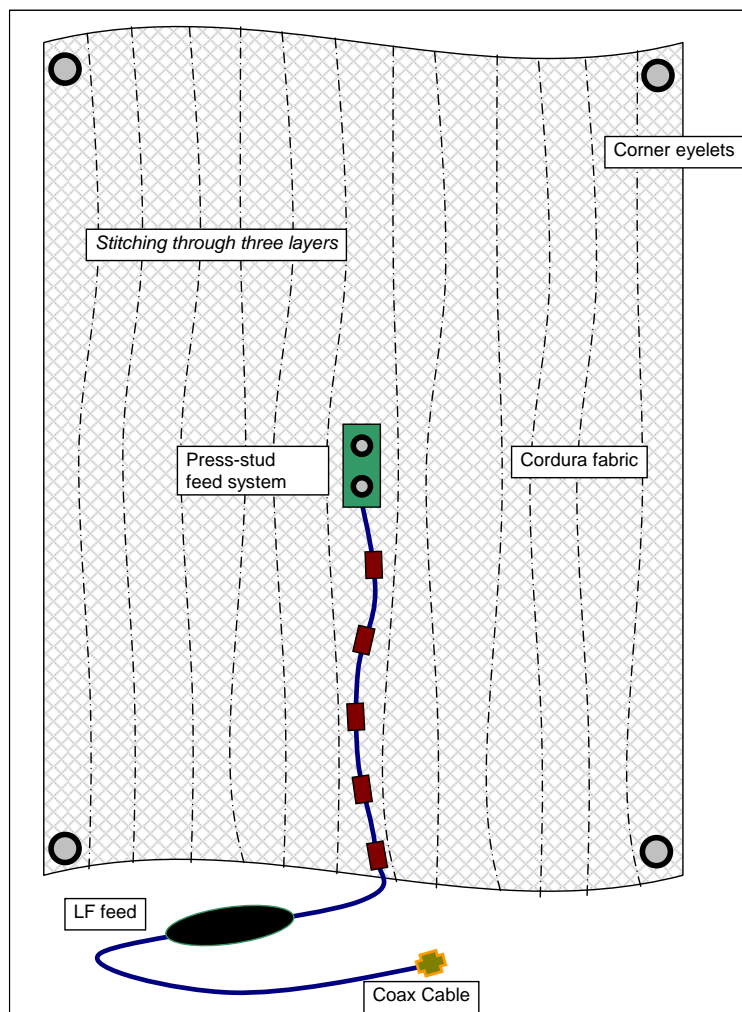 Corner eyelets
Stitching through three layers
Press-stud
feed system
Cordura fabric
LF feed
Coax Cable